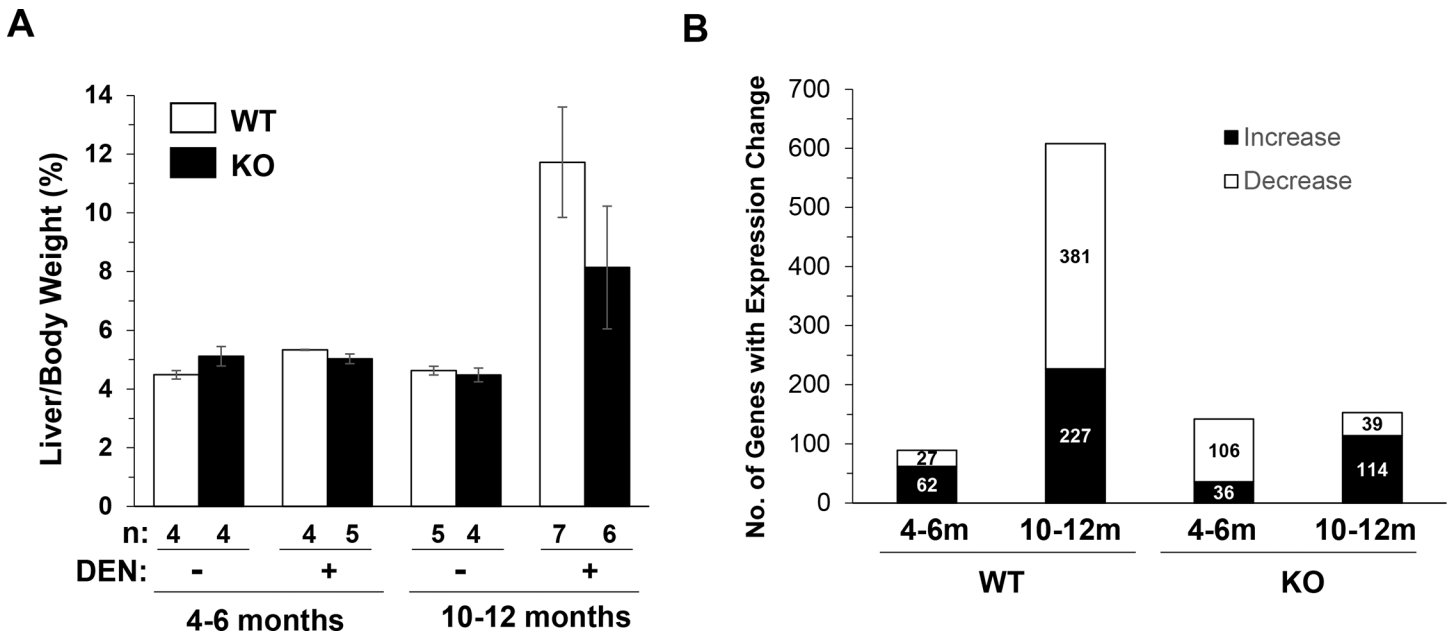 A
Liver/Body Weight (%)
14
12
10
8
6
4
2
0
WT
KO
n: 4 4 4 5 5 4 7 6
DEN: - + - +
4-6 months 10-12 months
B
No. of Genes with Expression Change
700
600
500
400
300
200
100
0
Increase
Decrease
27
62
381
227
106
36
39
114
4-6m 10-12m 4-6m 10-12m
WT KO